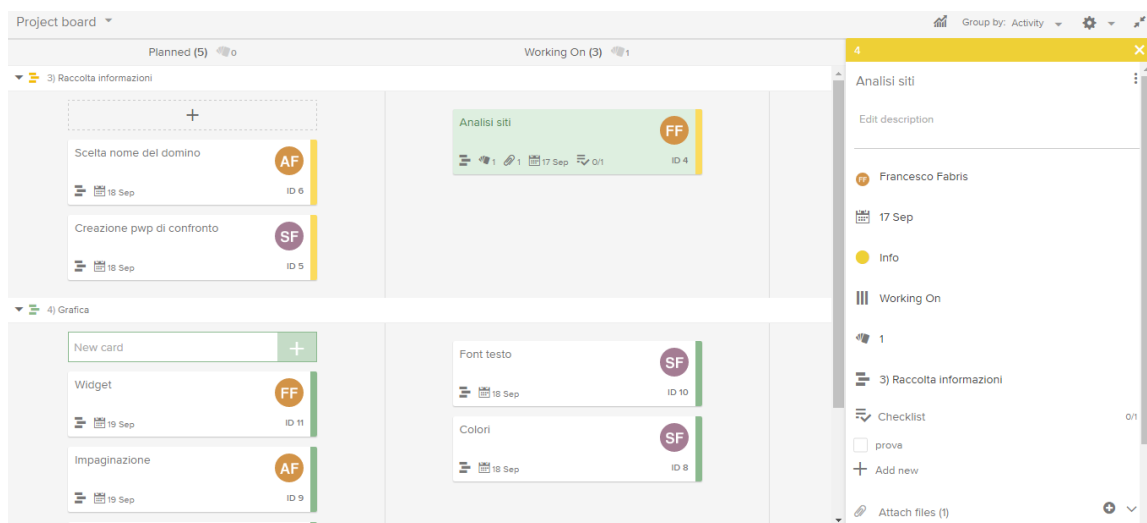 Project board
Group by: Activity
Planned (5) 0
Working On (3) 1
3) Raccolta informazioni
Scelta nome del domino
AF
18 Sep
ID 6
Creazione pwp di confronto
SF
18 Sep
ID 5
Analisi siti
FF
1 1 17 Sep 0/1
ID 4
4) Grafica
New card
Widget
FF
19 Sep
ID 11
Impaginazione
AF
19 Sep
ID 9
Font testo
SF
18 Sep
ID 10
Colori
SF
18 Sep
ID 8
4
Analisi siti
Edit description
FF Francesco Fabris
17 Sep
Info
Working On
1
3) Raccolta informazioni
Checklist 0/1
prova
Add new
Attach files (1)